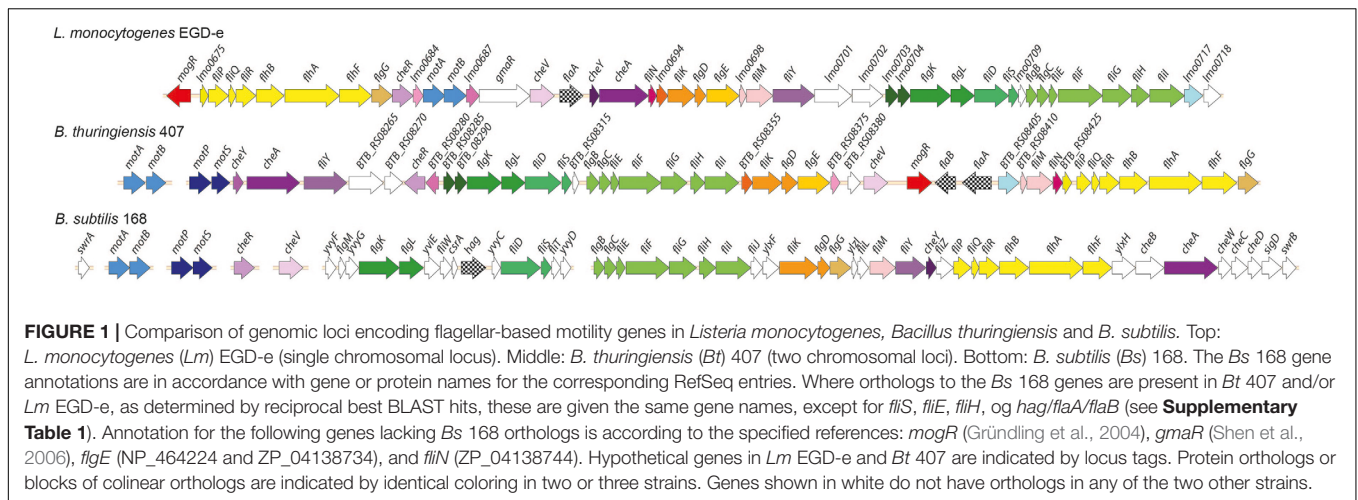 L. monocytogenes EGD-e
mogR lmo0675 fliP fliQ fliR flhB flhA flhF flgG cheR lmo0684 motA motB lmo0687 gmaR cheV flaA cheY cheA fliN lmo0694 fliK flgD flgE lmo0698 fliM fliY lmo0701 lmo0702 lmo0703 lmo0704 flgK flgL fliD fliS lmo0709 flgB flgC fliE fliF fliG fliH fliI lmo0717 lmo0718
B. thuringiensis 407
motA motB motP motS cheY cheA fliY BTB_RS08265 BTB_RS08270 cheR BTB_RS08280 BTB_RS08285 BTB_08290 flgK flgL fliD fliS BTB_RS08315 flgB flgC fliE fliF fliG fliH fliI BTB_RS08355 fliK flgD flgE BTB_RS08375 BTB_RS08380 cheV mogR flaB flaA BTB_RS08405 BTB_RS08410 fliM fliN BTB_RS08425 fliP fliQ fliR flhB flhA flhF flgG
B. subtilis 168
swrA motA motB motP motS cheR cheV yvyF flgM yvyG flgK flgL yviE fliW csrA hag yvyC fliD fliS fliT yvyD flgB flgC fliE fliF fliG fliH fliI fliJ ylxF fliK flgD flgG ylzI fliL fliM fliY cheY fliZ fliP fliQ fliR flhB flhA flhF ylxH cheB cheA cheW cheC cheD sigD swrB
FIGURE 1 | Comparison of genomic loci encoding flagellar-based motility genes in Listeria monocytogenes, Bacillus thuringiensis and B. subtilis. Top:
L. monocytogenes (Lm) EGD-e (single chromosomal locus). Middle: B. thuringiensis (Bt) 407 (two chromosomal loci). Bottom: B. subtilis (Bs) 168. The Bs 168 gene
annotations are in accordance with gene or protein names for the corresponding RefSeq entries. Where orthologs to the Bs 168 genes are present in Bt 407 and/or
Lm EGD-e, as determined by reciprocal best BLAST hits, these are given the same gene names, except for fliS, fliE, fliH, og hag/flaA/flaB (see Supplementary
Table 1). Annotation for the following genes lacking Bs 168 orthologs is according to the specified references: mogR (Gründling et al., 2004), gmaR (Shen et al.,
2006), flgE (NP_464224 and ZP_04138734), and fliN (ZP_04138744). Hypothetical genes in Lm EGD-e and Bt 407 are indicated by locus tags. Protein orthologs or
blocks of colinear orthologs are indicated by identical coloring in two or three strains. Genes shown in white do not have orthologs in any of the two other strains.